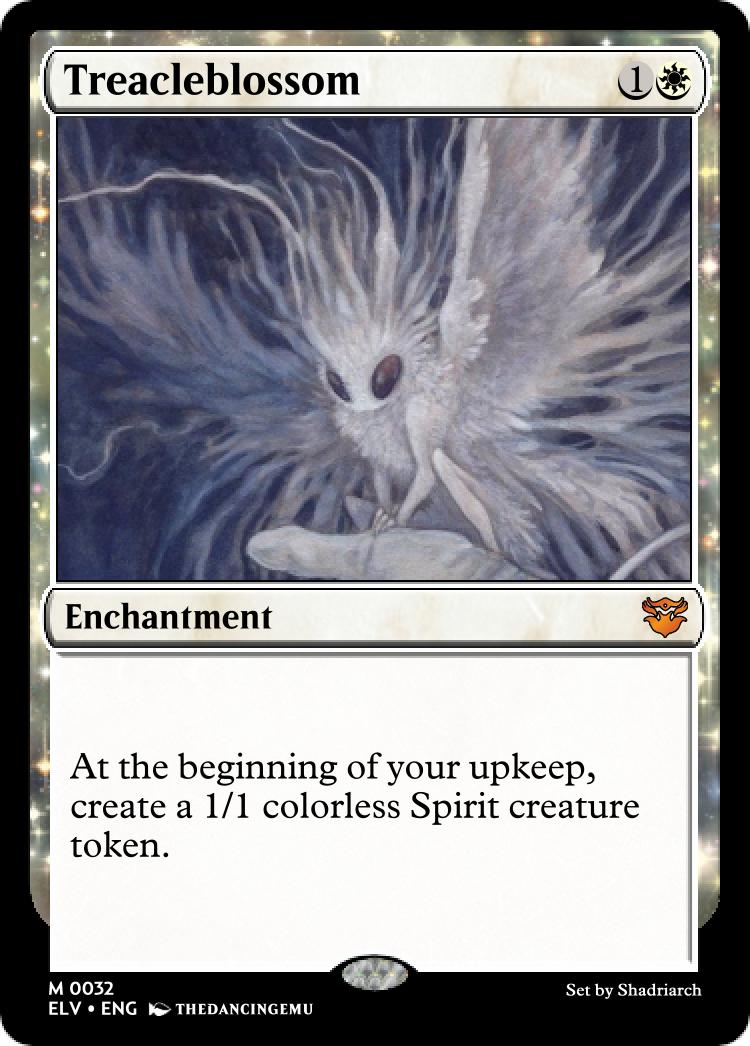 Treacleblossom 1
Enchantment
At the beginning of your upkeep,
create a 1/1 colorless Spirit creature
token.
M 0032
ELV • ENG THEDANCINGEMU
Set by Shadriarch